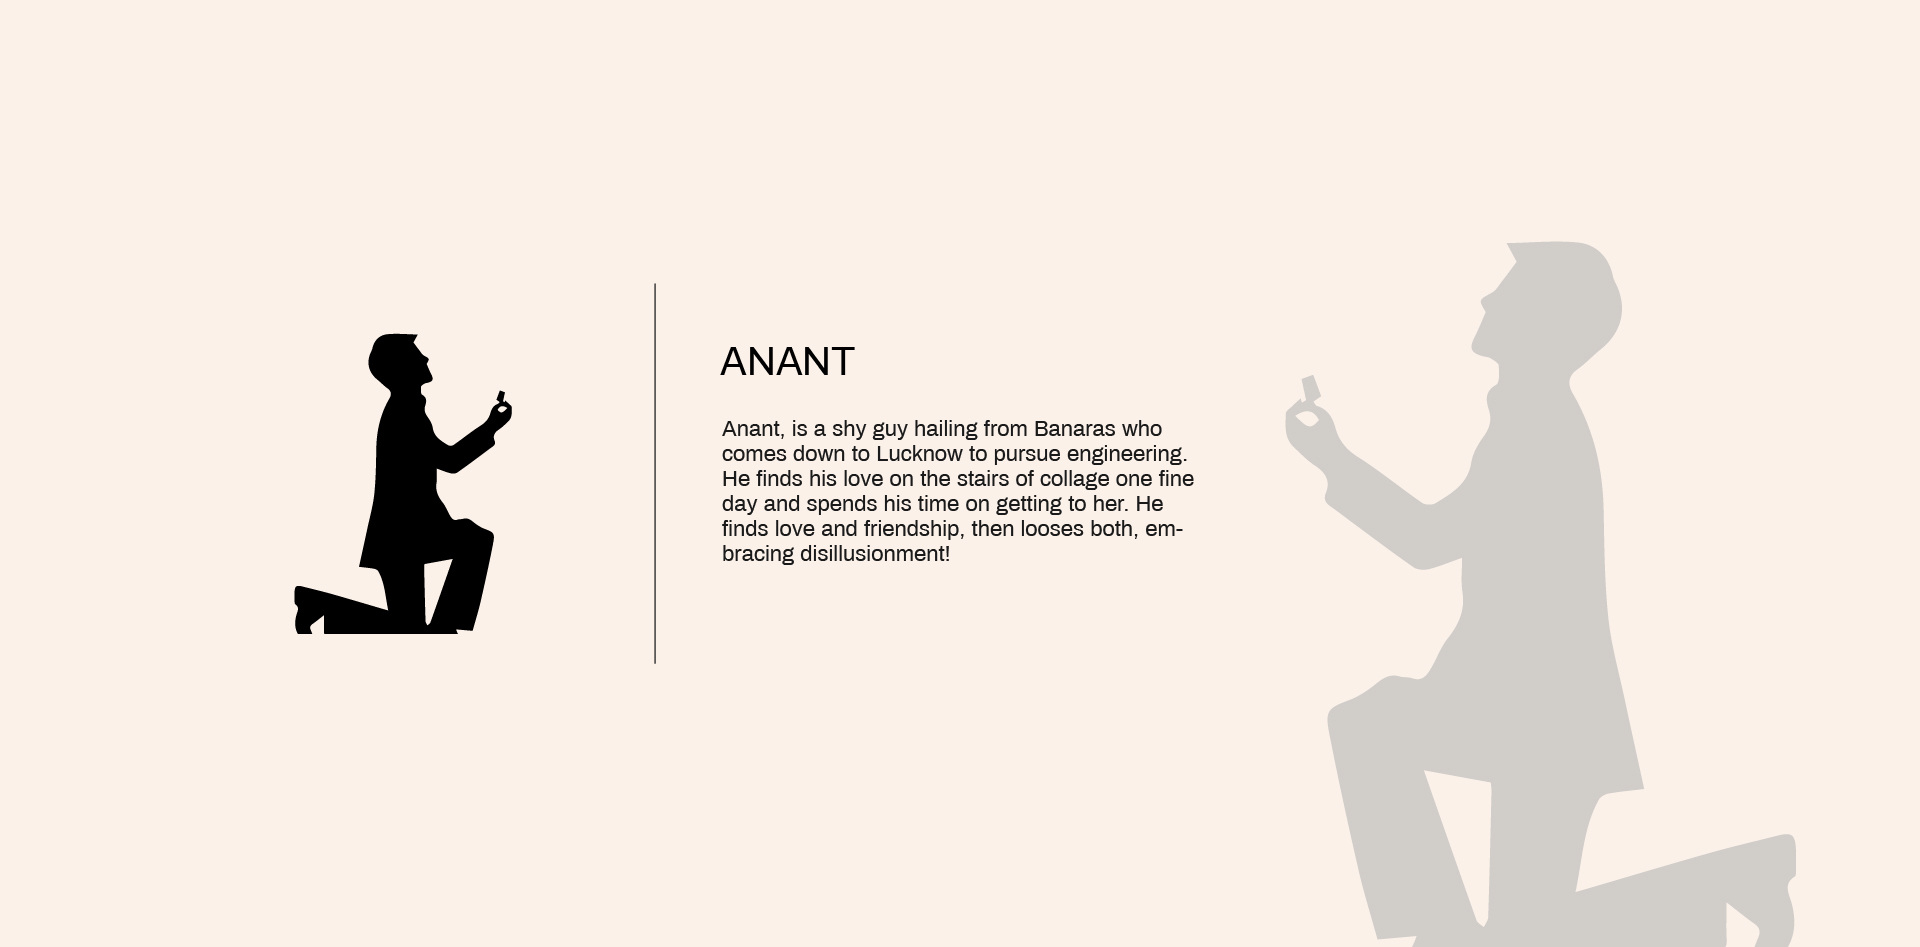 ANANT
Anant, is a shy guy hailing from Banaras who
comes down to Lucknow to pursue engineering.
He finds his love on the stairs of collage one fine
day and spends his time on getting to her. He
finds love and friendship, then looses both, em-
bracing disillusionment!